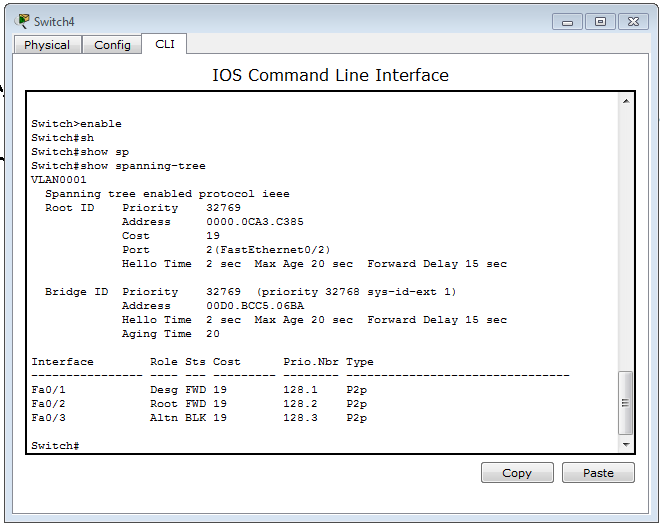 Switch4
Physical Config CLI
IOS Command Line Interface
Switch>enable
Switch#sh
Switch#show sp
Switch#show spanning-tree
VLAN0001
  Spanning tree enabled protocol ieee
  Root ID    Priority    32769
             Address     0000.0CA3.C385
             Cost        19
             Port        2(FastEthernet0/2)
             Hello Time  2 sec  Max Age 20 sec  Forward Delay 15 sec
  Bridge ID  Priority    32769  (priority 32768 sys-id-ext 1)
             Address     00D0.BCC5.06BA
             Hello Time  2 sec  Max Age 20 sec  Forward Delay 15 sec
             Aging Time  20
Interface        Role Sts Cost      Prio.Nbr Type
---------------- ---- --- --------- -------- --------------------------------
Fa0/1            Desg FWD 19        128.1    P2p
Fa0/2            Root FWD 19        128.2    P2p
Fa0/3            Altn BLK 19        128.3    P2p
Switch#
Copy Paste